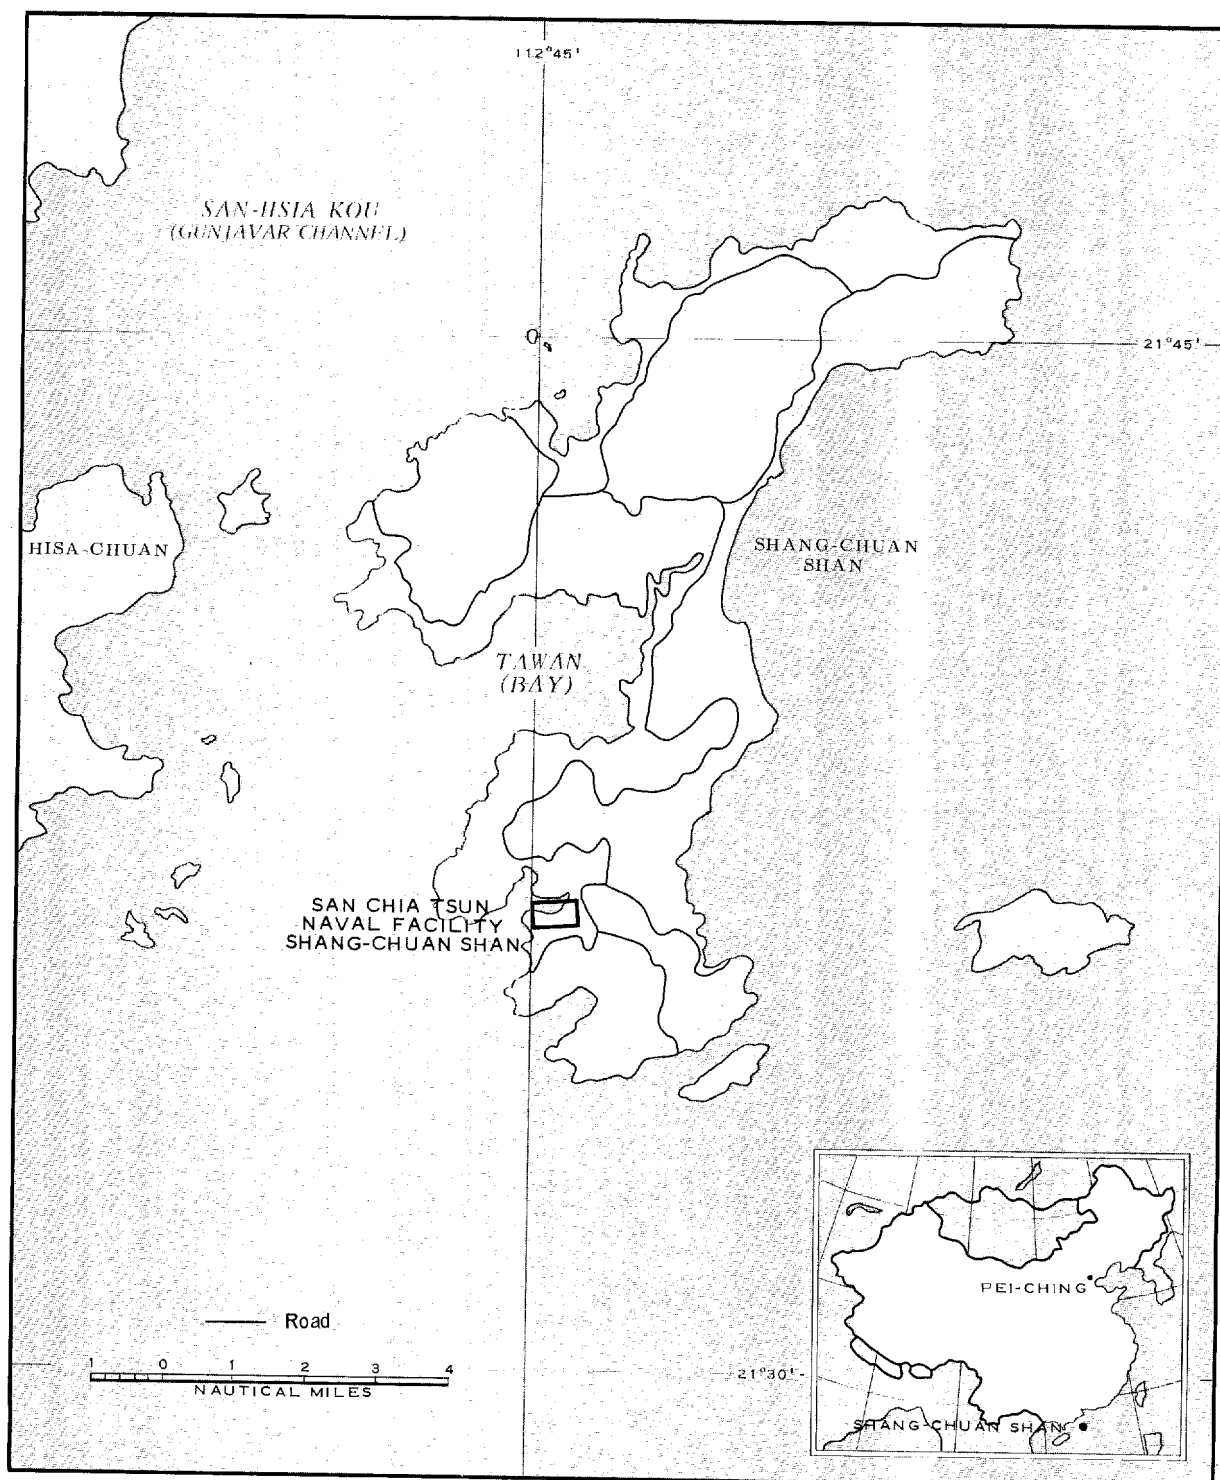 112°45'
SAN-HSIA KOU
(GUNJAVAR CHANNEL)
21°45'
HISA-CHUAN
SHANG-CHUAN
SHAN
TAWAN
(BAY)
SAN CHIA TSUN
NAVAL FACILITY
SHANG-CHUAN SHAN
PEI-CHING
Road
1 0 1 2 3 4
NAUTICAL MILES
21°30'
SHANG-CHUAN SHAN